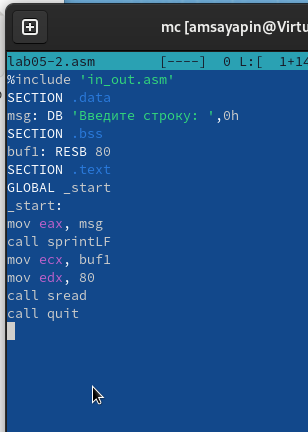 mc [amsayapin@Virtu
lab05-2.asm [----] 0 L:[ 1+14
%include 'in_out.asm'
SECTION .data
msg: DB 'Введите строку: ',0h
SECTION .bss
buf1: RESB 80
SECTION .text
GLOBAL _start
_start:
mov eax, msg
call sprintLF
mov ecx, buf1
mov edx, 80
call sread
call quit